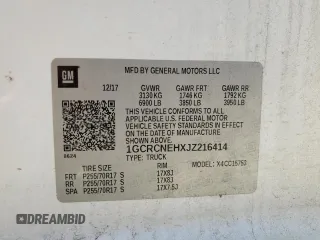 GM
MFD BY GENERAL MOTORS LLC
12/17 GVWR GAWR FRT GAWR RR
3130 KG 1746 KG 1792 KG
6900 LB 3850 LB 3950 LB
THIS VEHICLE CONFORMS TO ALL
APPLICABLE U.S. FEDERAL MOTOR
VEHICLE SAFETY STANDARDS IN EFFECT ON
THE DATE OF MANUFACTURE SHOWN ABOVE.
1GCRCNEHXJZ216414
TYPE: TRUCK MODEL:
TIRE SIZE RIM
FRT P255/70R17 S 17X8J
RR P255/70R17 S 17X8J
SPA P255/70R17 S 17X7.5J
© DIAMOND BID